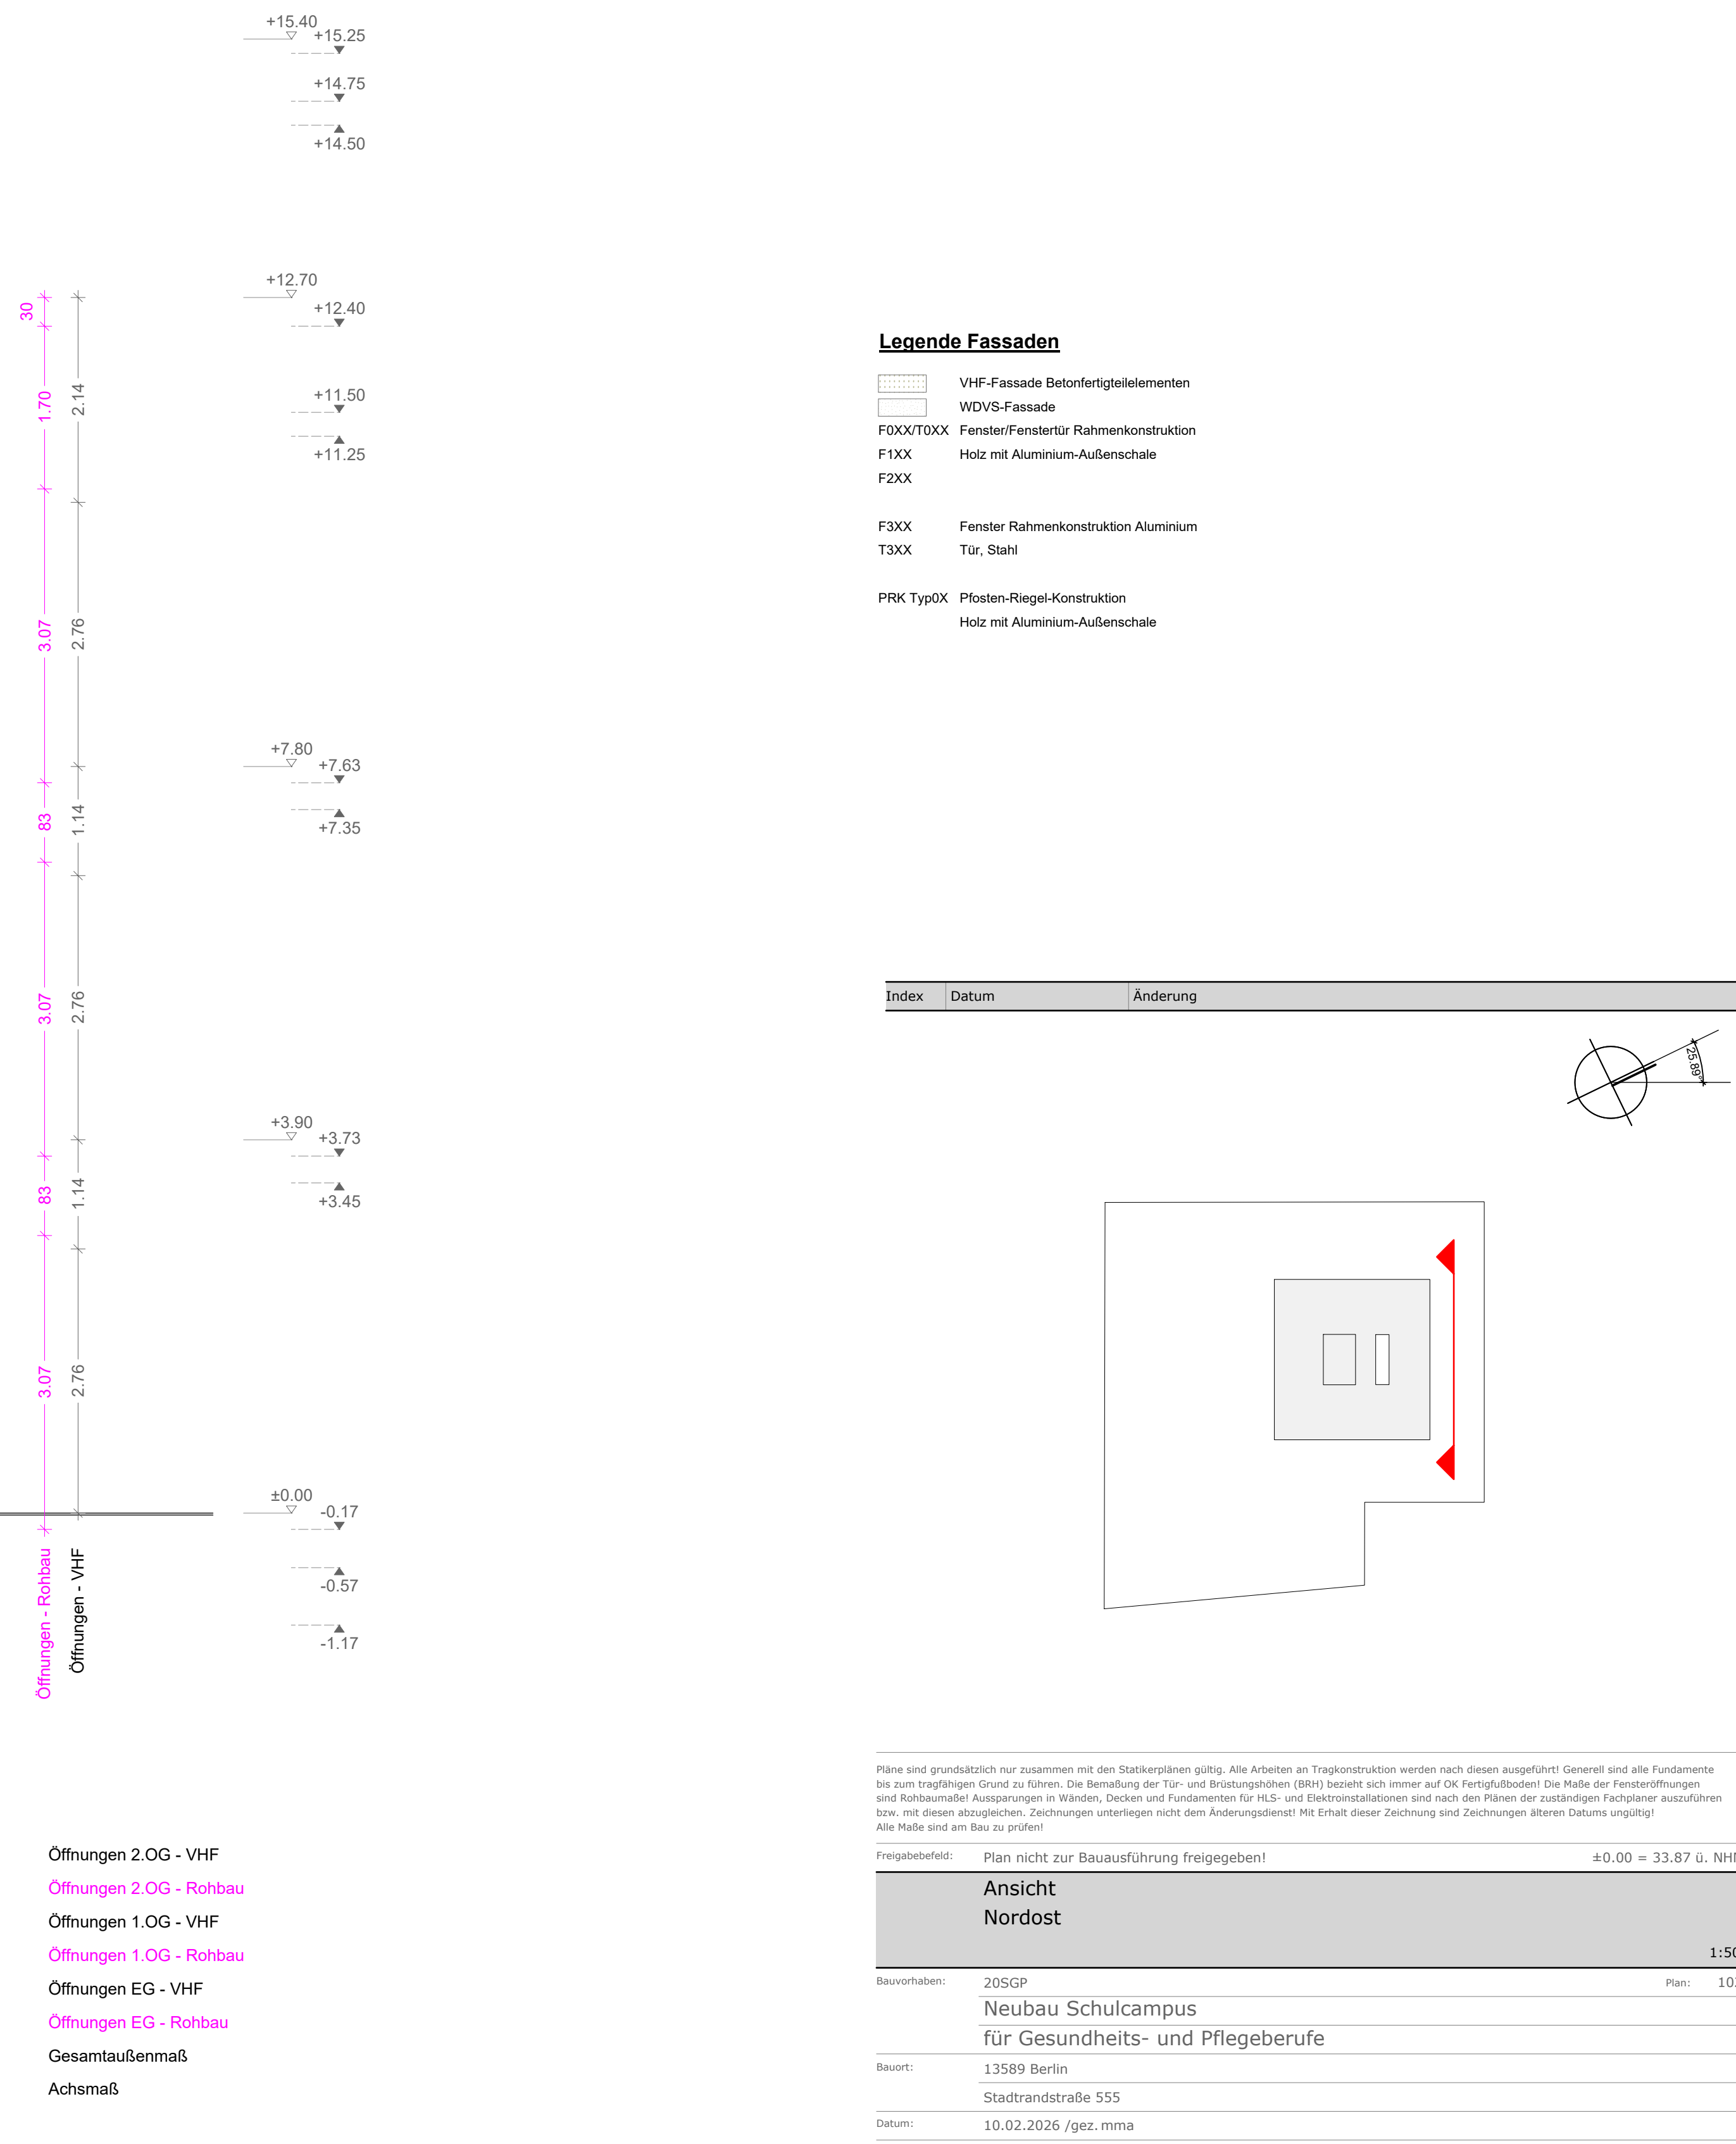 +15.40
+15.25
+14.75
+14.50
+12.70
+12.40
+11.50
+11.25
+7.80
+7.63
+7.35
+3.90
+3.73
+3.45
±0.00
-0.17
-0.57
-1.17
30
1.70
3.07
83
3.07
83
3.07
Öffnungen - Rohbau
2.14
2.76
1.14
2.76
1.14
2.76
Öffnungen - VHF
Öffnungen 2.OG - VHF
Öffnungen 2.OG - Rohbau
Öffnungen 1.OG - VHF
Öffnungen 1.OG - Rohbau
Öffnungen EG - VHF
Öffnungen EG - Rohbau
Gesamtaußenmaß
Achsmaß
Legende Fassaden
VHF-Fassade Betonfertigteilelementen
WDVS-Fassade
F0XX/T0XX Fenster/Fenstertür Rahmenkonstruktion
F1XX Holz mit Aluminium-Außenschale
F2XX
F3XX Fenster Rahmenkonstruktion Aluminium
T3XX Tür, Stahl
PRK Typ0X Pfosten-Riegel-Konstruktion
Holz mit Aluminium-Außenschale
Index Datum Änderung
25.89°
Pläne sind grundsätzlich nur zusammen mit den Statikerplänen gültig. Alle Arbeiten an Tragkonstruktion werden nach diesen ausgeführt! Generell sind alle Fundamente
bis zum tragfähigen Grund zu führen. Die Bemaßung der Tür- und Brüstungshöhen (BRH) bezieht sich immer auf OK Fertigfußboden! Die Maße der Fensteröffnungen
sind Rohbaumaße! Aussparungen in Wänden, Decken und Fundamenten für HLS- und Elektroinstallationen sind nach den Plänen der zuständigen Fachplaner auszuführen
bzw. mit diesen abzugleichen. Zeichnungen unterliegen nicht dem Änderungsdienst! Mit Erhalt dieser Zeichnung sind Zeichnungen älteren Datums ungültig!
Alle Maße sind am Bau zu prüfen!
Freigabebefeld: Plan nicht zur Bauausführung freigegeben! ±0.00 = 33.87 ü.
Ansicht
Nordost
Bauvorhaben: 20SGP Plan:
Neubau Schulcampus
für Gesundheits- und Pflegeberufe
Bauort: 13589 Berlin
Stadtrandstraße 555
Datum: 10.02.2026 /gez. mma